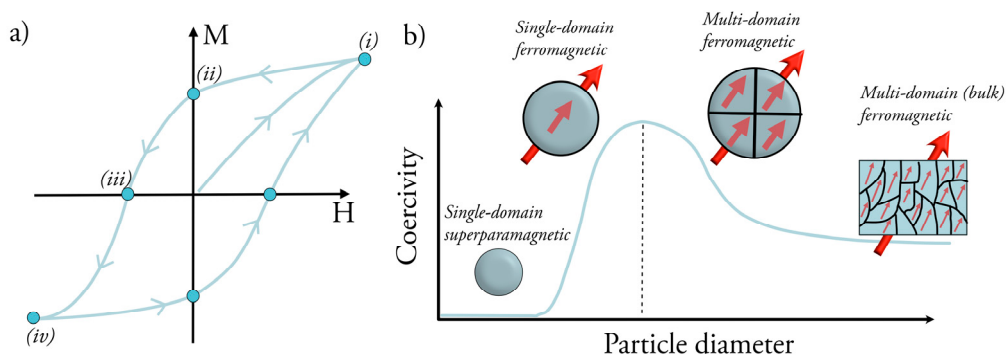 a)
M
(i)
(ii)
(iii)
H
(iv)
b)
Single-domain
ferromagnetic
Multi-domain
ferromagnetic
Multi-domain (bulk)
ferromagnetic
Single-domain
superparamagnetic
Coercivity
Particle diameter